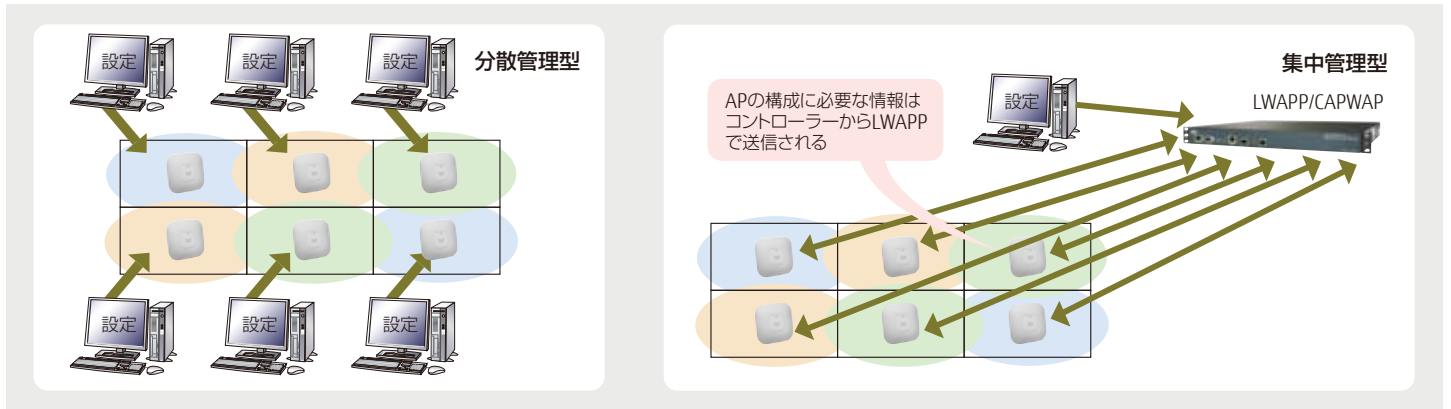 設定
設定
設定
分散管理型
設定
設定
設定
集中管理型
LWAPP/CAPWAP
設定
APの構成に必要な情報は
コントローラーからLWAPP
で送信される